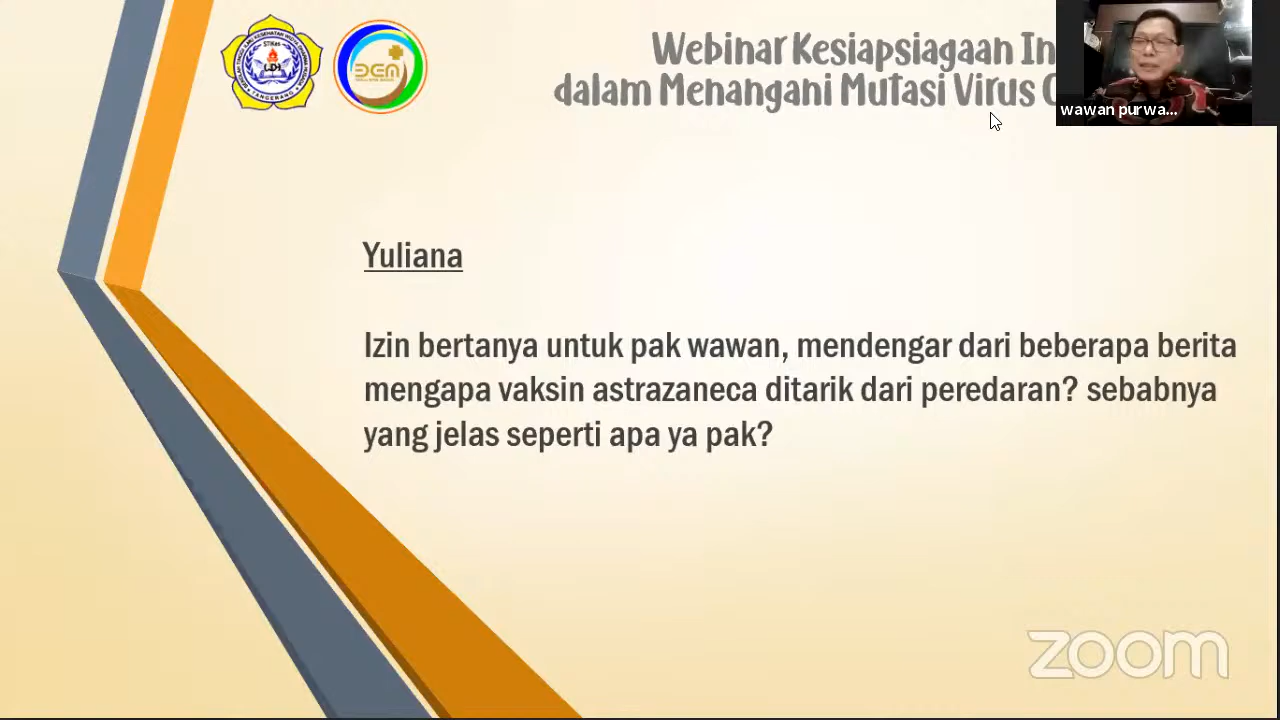 Webinar Kesiapsiagaan In
dalam Menangani Mutasi Virus
wawan purwa...
Yuliana
Izin bertanya untuk pak wawan, mendengar dari beberapa berita
mengapa vaksin astrazaneca ditarik dari peredaran? sebabnya
yang jelas seperti apa ya pak?
zoom